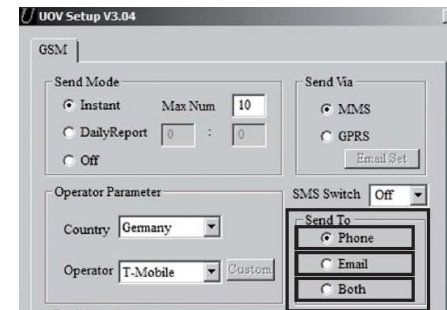 UOV Setup V3.04
GSM
Send Mode
Instant Max Num 10
DailyReport 0 : 0
Off
Send Via
MMS
GPRS
Email Set
Operator Parameter
Country Germany
Operator T-Mobile Custom
SMS Switch Off
Send To
Phone
Email
Both